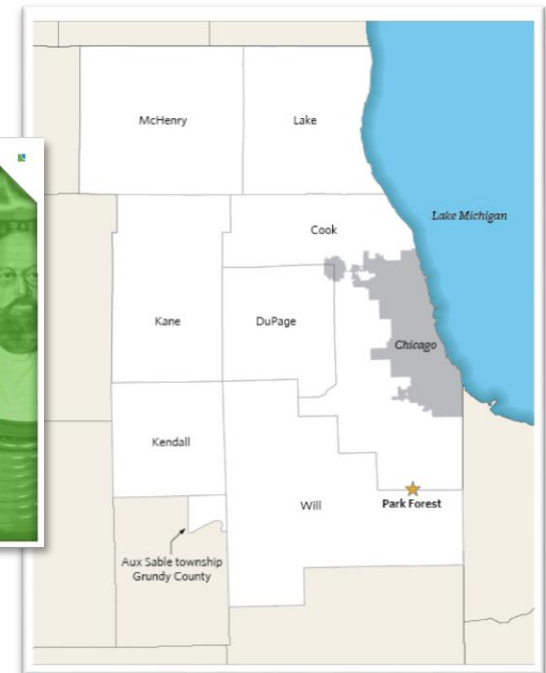 McHenry
Lake
Lake Michigan
Cook
Kane
DuPage
Chicago
Kendall
Will
Park Forest
Aux Sable township
Grundy County